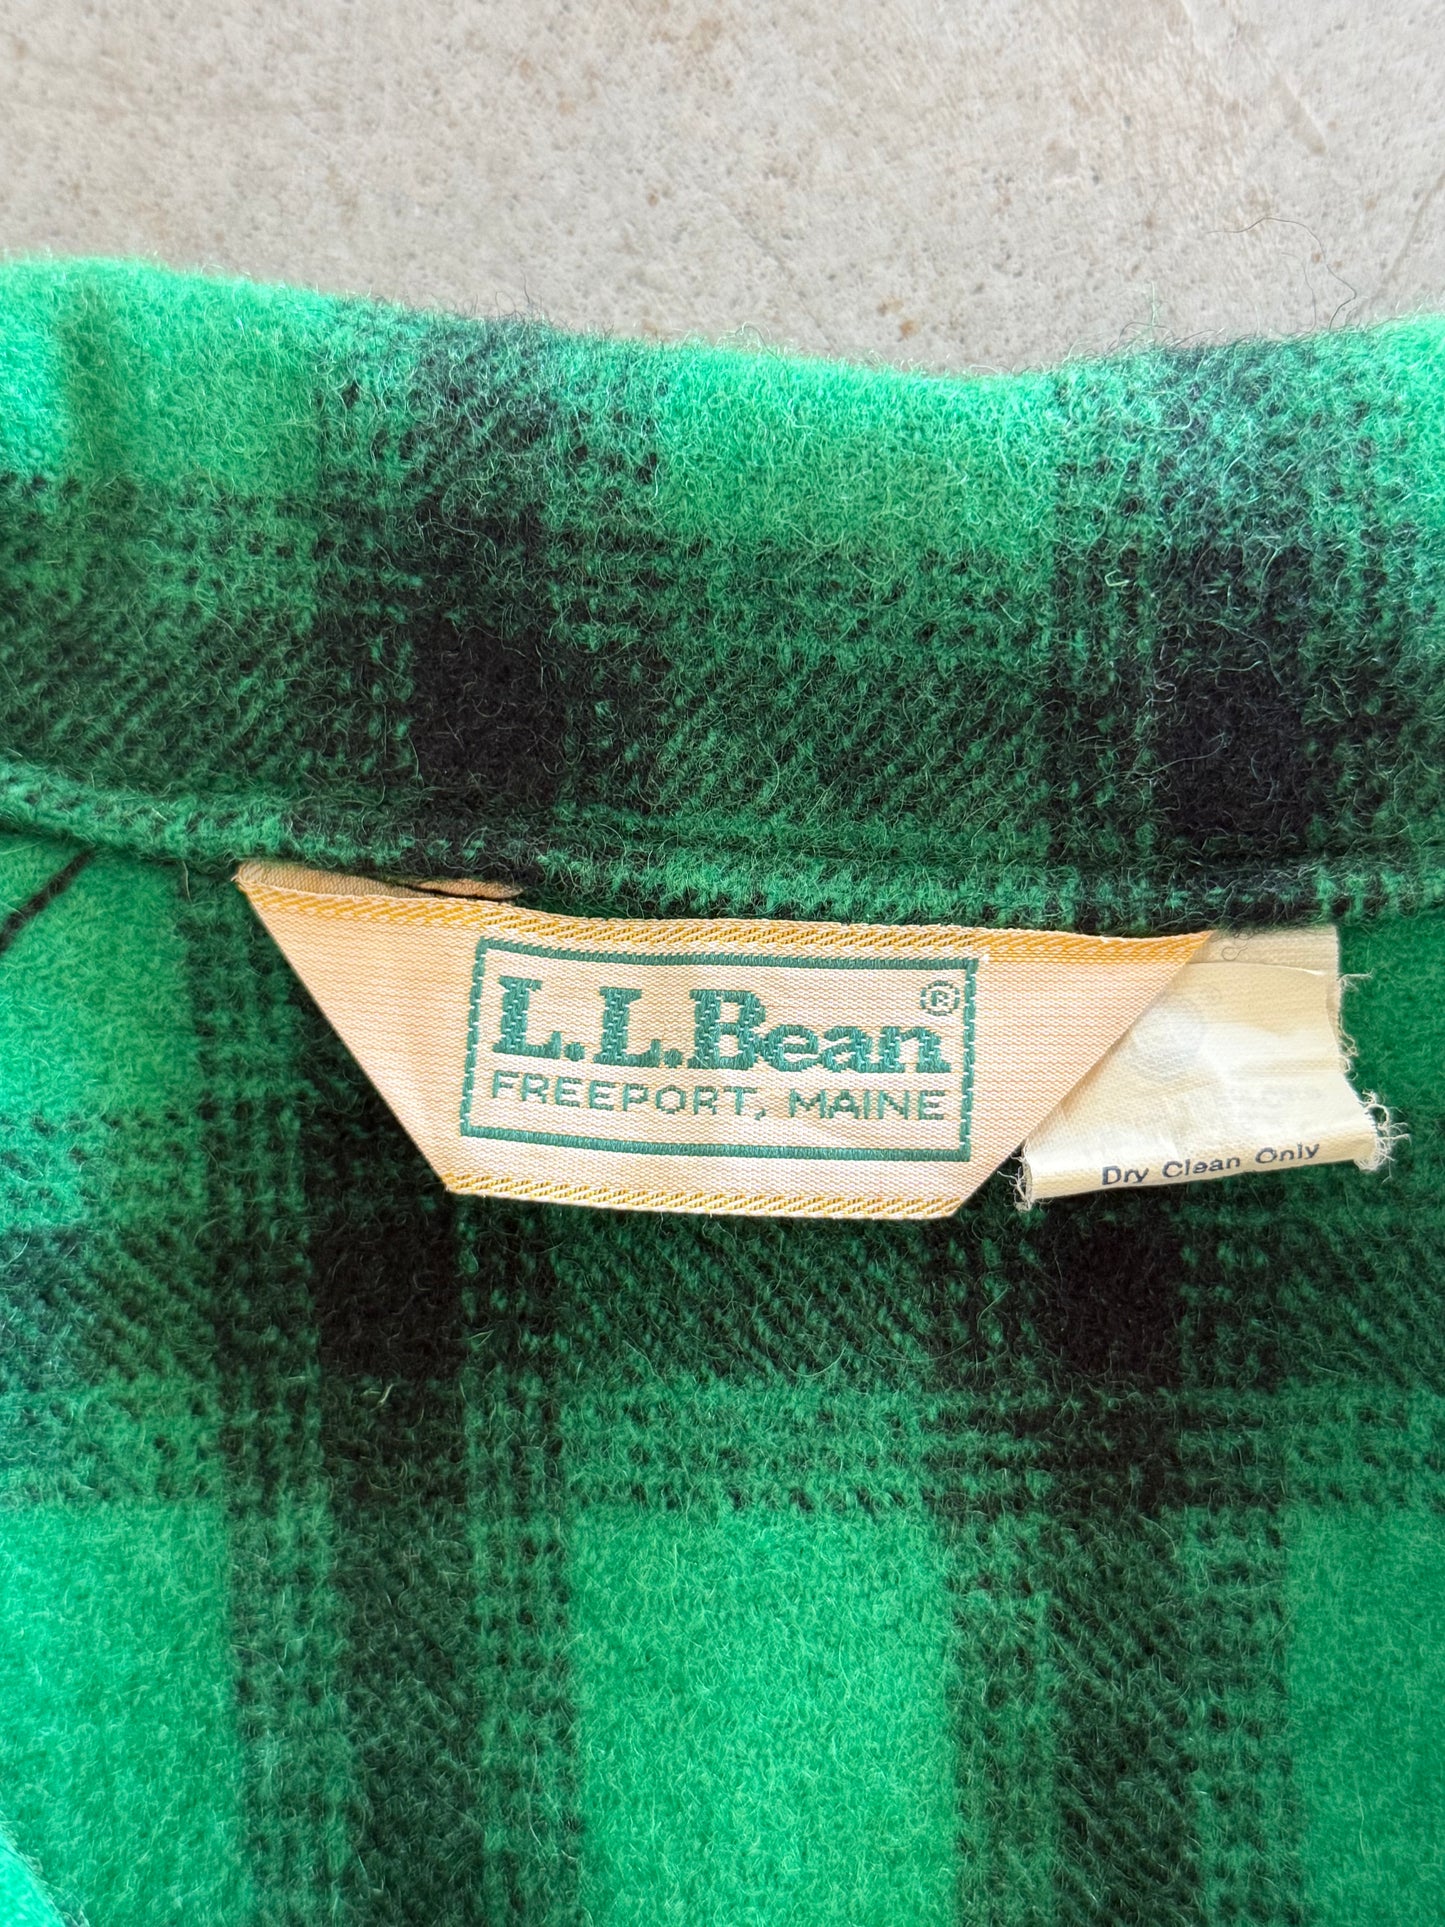 L.L.Bean®
FREEPORT, MAINE
Dry Clean Only